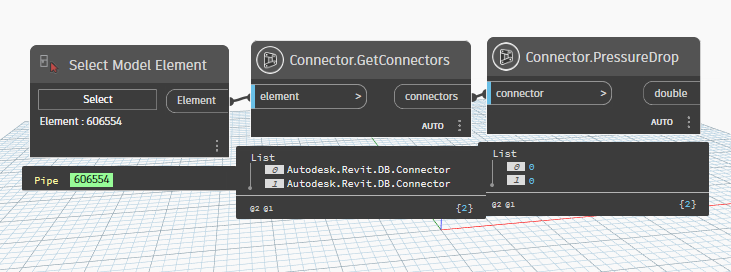 Select Model Element
Select
Element
Element : 606554
Pipe 606554
Connector.GetConnectors
element >
connectors
AUTO
List
0 Autodesk.Revit.DB.Connector
1 Autodesk.Revit.DB.Connector
@2 @1 {2}
Connector.PressureDrop
connector >
double
AUTO
List
0 0
1 0
@2 @1 {2}